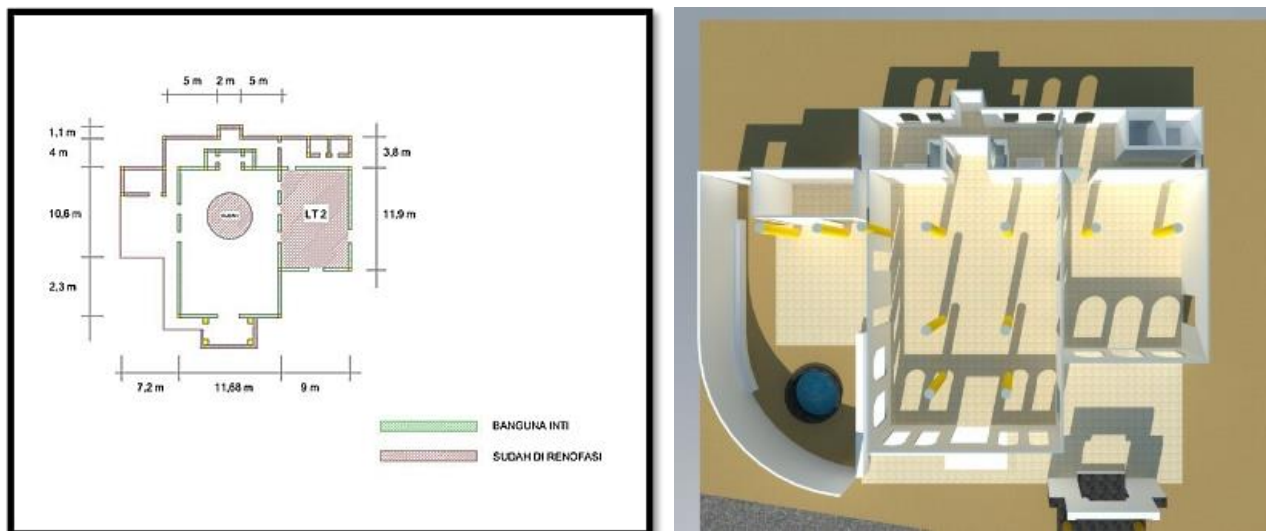 5 m 2 m 5 m
1,1 m
4 m
3,8 m
10,6 m
LT 2
11,9 m
2,3 m
7,2 m 11,68 m 9 m
BANGUNA INTI
SUDAH DI RENOFASI